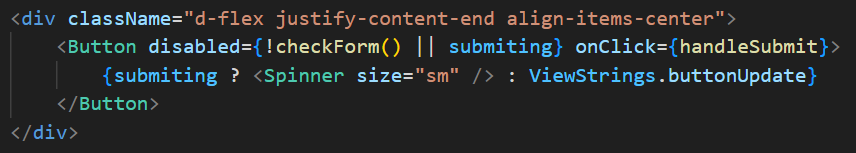 <div className="d-flex justify-content-end align-items-center">
    <Button disabled={!checkForm() || submiting} onClick={handleSubmit}>
        {submiting ? <Spinner size="sm" /> : ViewStrings.buttonUpdate}
    </Button>
</div>